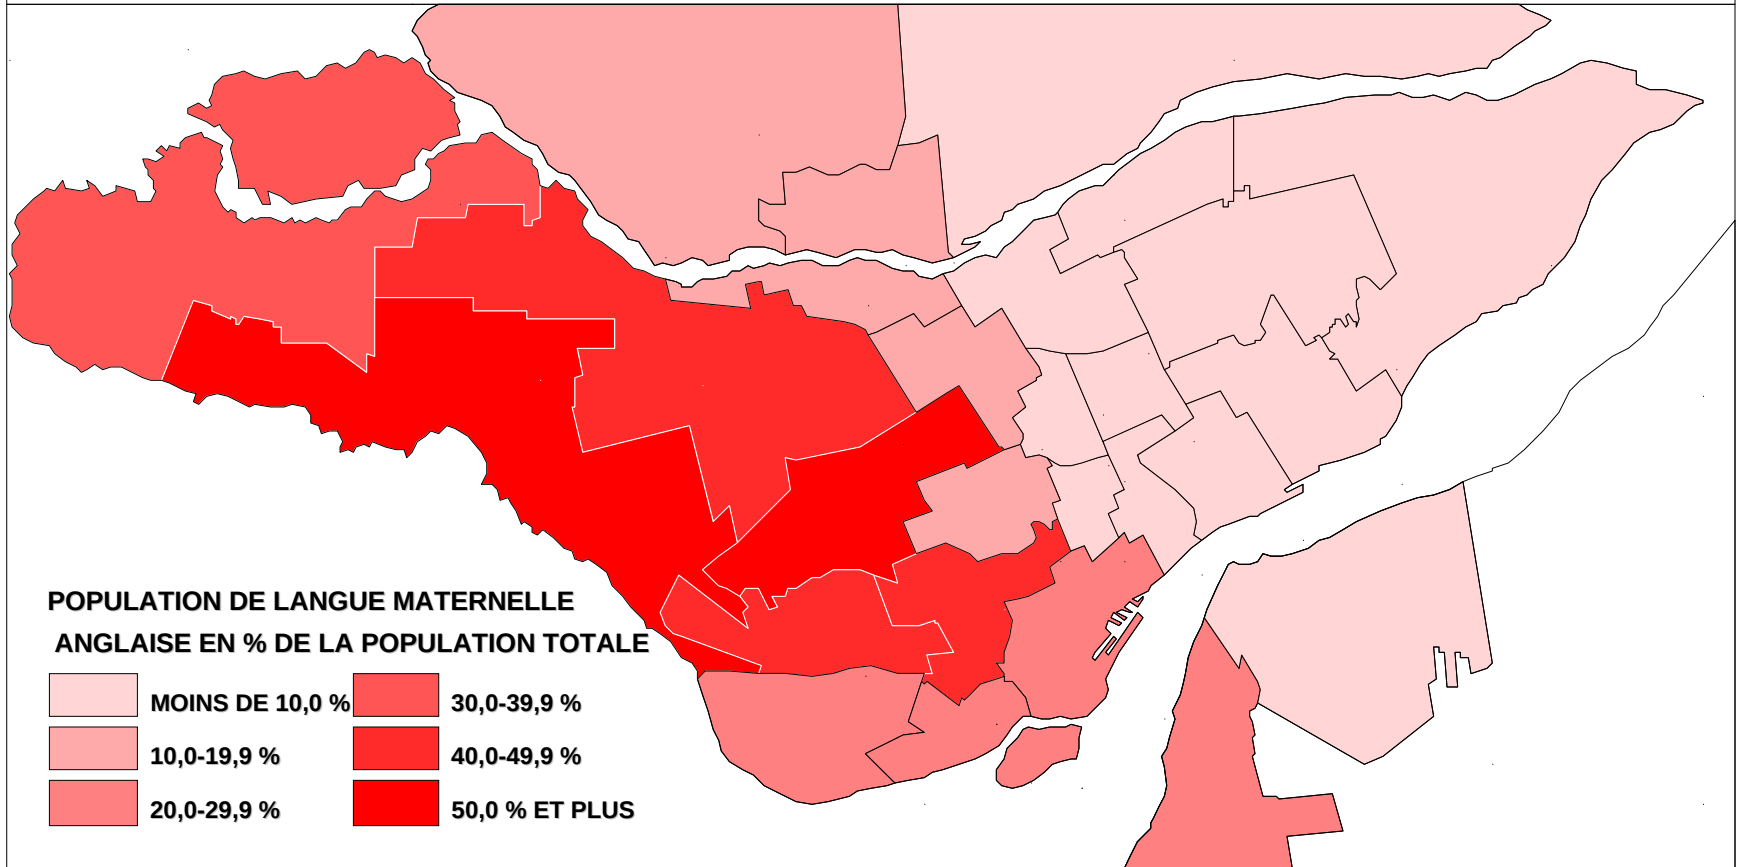 POPULATION DE LANGUE MATERNELLE
ANGLAISE EN % DE LA POPULATION TOTALE
MOINS DE 10,0 %
10,0-19,9 %
20,0-29,9 %
30,0-39,9 %
40,0-49,9 %
50,0 % ET PLUS